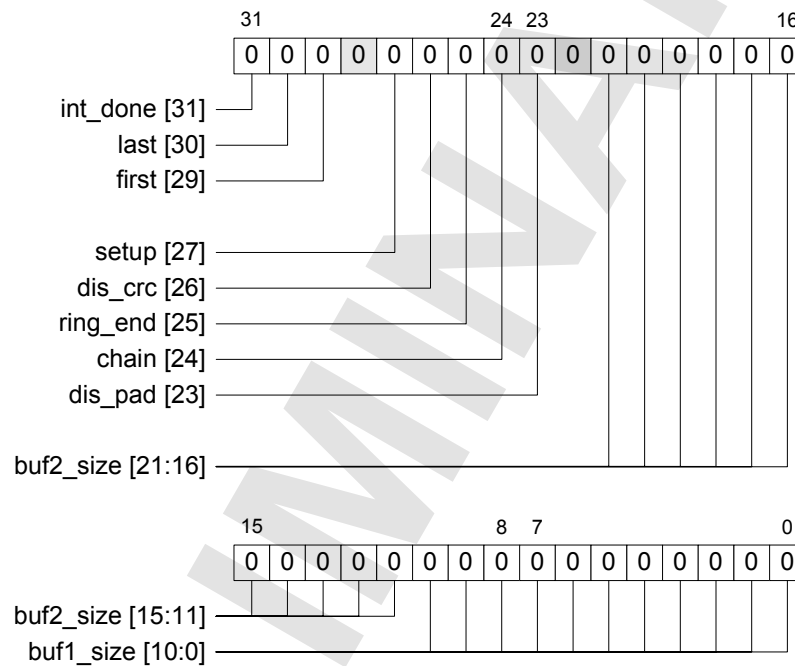 31 24 23 16
0 0 0 0 0 0 0 0 0 0 0 0 0 0 0 0
int_done [31]
last [30]
first [29]
setup [27]
dis_crc [26]
ring_end [25]
chain [24]
dis_pad [23]
buf2_size [21:16]
15 8 7 0
0 0 0 0 0 0 0 0 0 0 0 0 0 0 0 0
buf2_size [15:11]
buf1_size [10:0]
IMINA